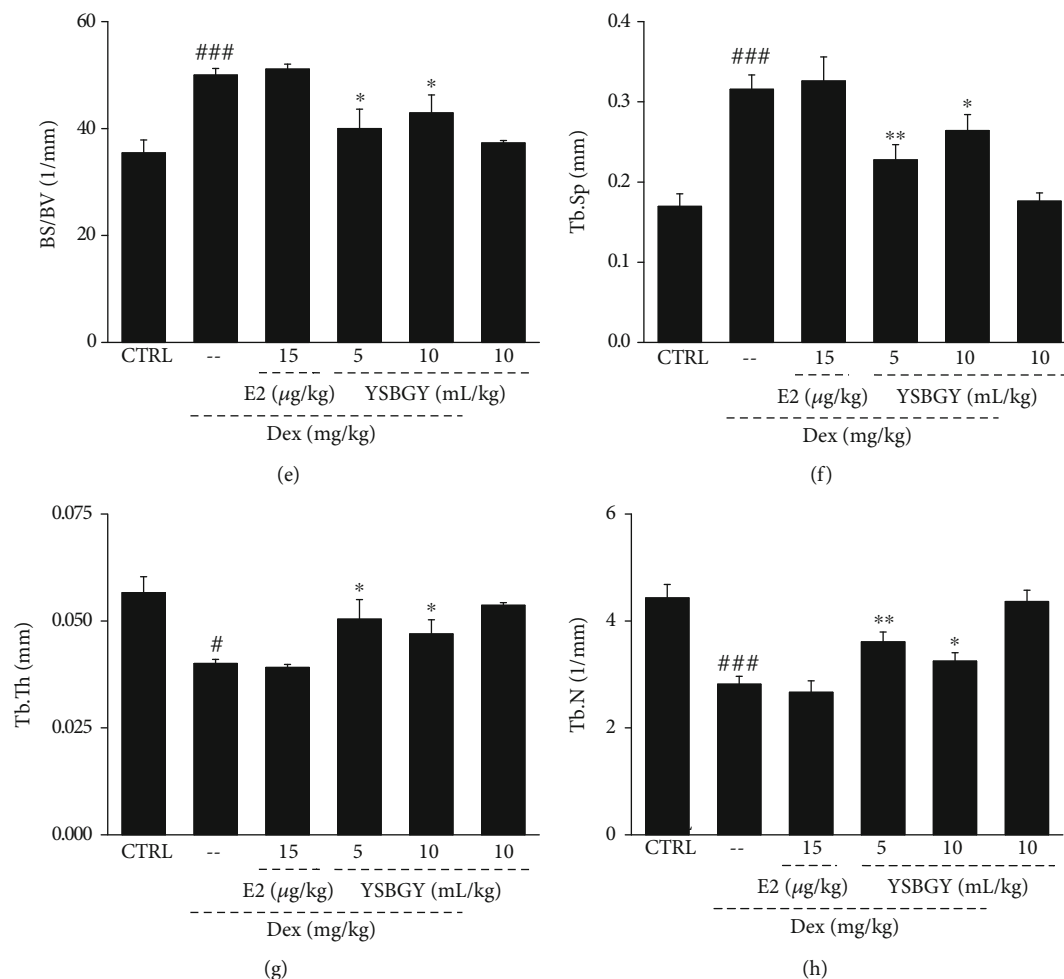 BS/BV (1/mm)
60
40
20
0
###
*
*
CTRL -- 15 5 10 10
E2 (μg/kg) YSBGY (mL/kg)
Dex (mg/kg)
(e)
Tb.Sp (mm)
0.4
0.3
0.2
0.1
0.0
###
**
*
CTRL -- 15 5 10 10
E2 (μg/kg) YSBGY (mL/kg)
Dex (mg/kg)
(f)
Tb.Th (mm)
0.075
0.050
0.025
0.000
#
*
*
CTRL -- 15 5 10 10
E2 (μg/kg) YSBGY (mL/kg)
Dex (mg/kg)
(g)
Tb.N (1/mm)
6
4
2
0
###
**
*
CTRL -- 15 5 10 10
E2 (μg/kg) YSBGY (mL/kg)
Dex (mg/kg)
(h)